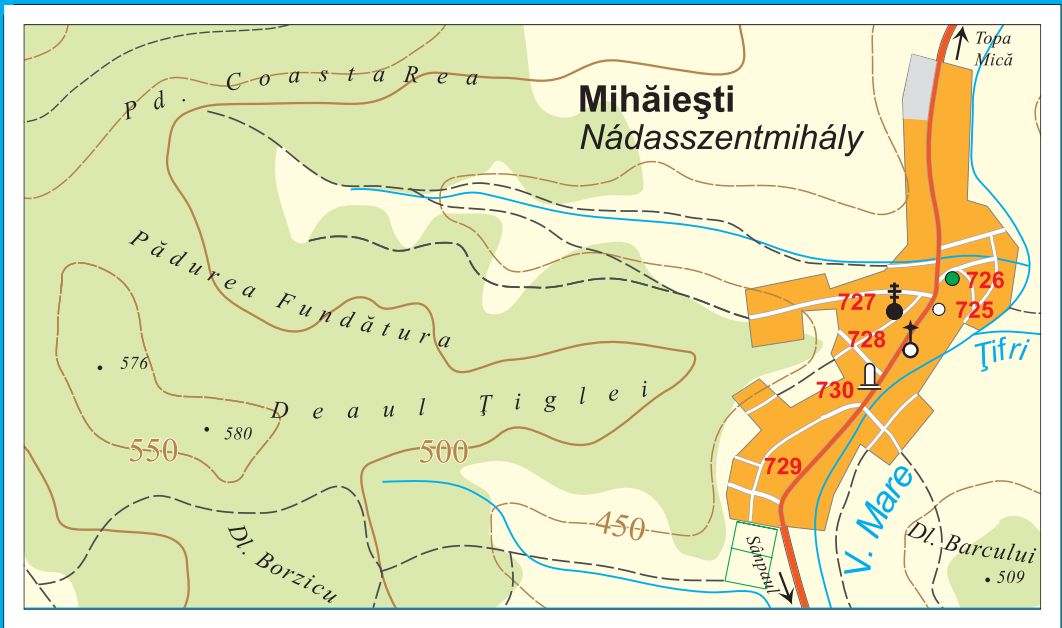 Topa
Mică
Pd. Coasta Rea
Mihăieşti
Nádasszentmihály
Pădurea Fundătura
726
727
725
728
Ţifri
576
730
Deaul Ţiglei
580
550
500
729
450
V. Mare
Dl. Borzicu
Sânpaul
Dl. Barcului
509